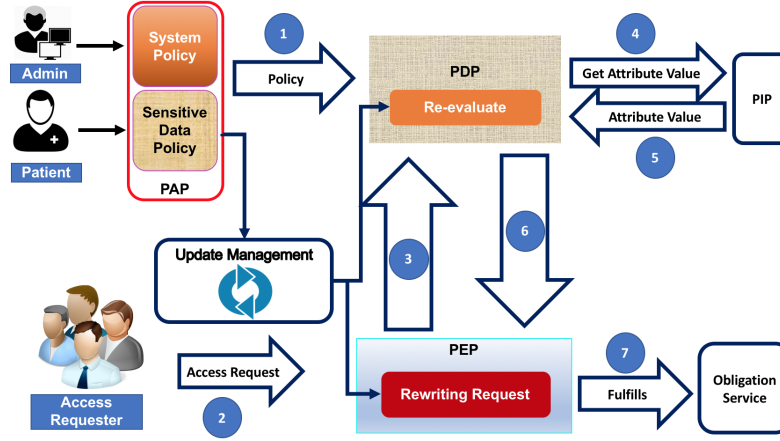 Admin
Patient
System
Policy
Sensitive
Data
Policy
PAP
1
Policy
PDP
Re-evaluate
4
Get Attribute Value
Attribute Value
5
PIP
Update Management
3
6
Access
Requester
Access Request
2
PEP
Rewriting Request
7
Fulfills
Obligation
Service